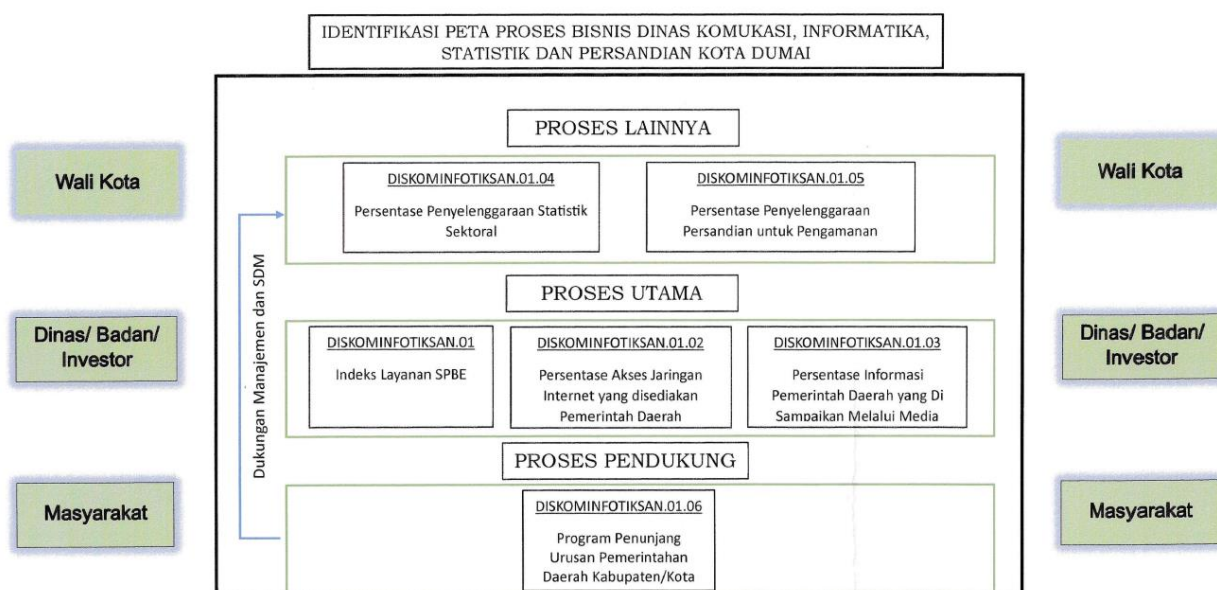 IDENTIFIKASI PETA PROSES BISNIS DINAS KOMUKASI, INFORMATIKA,
STATISTIK DAN PERSANDIAN KOTA DUMAI
PROSES LAINNYA
Wali Kota
DISKOMINFOTIKSAN.01.04
Persentase Penyelenggaraan Statistik
Sektoral
DISKOMINFOTIKSAN.01.05
Persentase Penyelenggaraan
Persandian untuk Pengamanan
Wali Kota
Dukungan Manajemen dan SDM
PROSES UTAMA
Dinas/ Badan/
Investor
DISKOMINFOTIKSAN.01
Indeks Layanan SPBE
DISKOMINFOTIKSAN.01.02
Persentase Akses Jaringan
Internet yang disediakan
Pemerintah Daerah
DISKOMINFOTIKSAN.01.03
Persentase Informasi
Pemerintah Daerah yang Di
Sampaikan Melalui Media
Dinas/ Badan/
Investor
PROSES PENDUKUNG
Masyarakat
DISKOMINFOTIKSAN.01.06
Program Penunjang
Urusan Pemerintahan
Daerah Kabupaten/Kota
Masyarakat